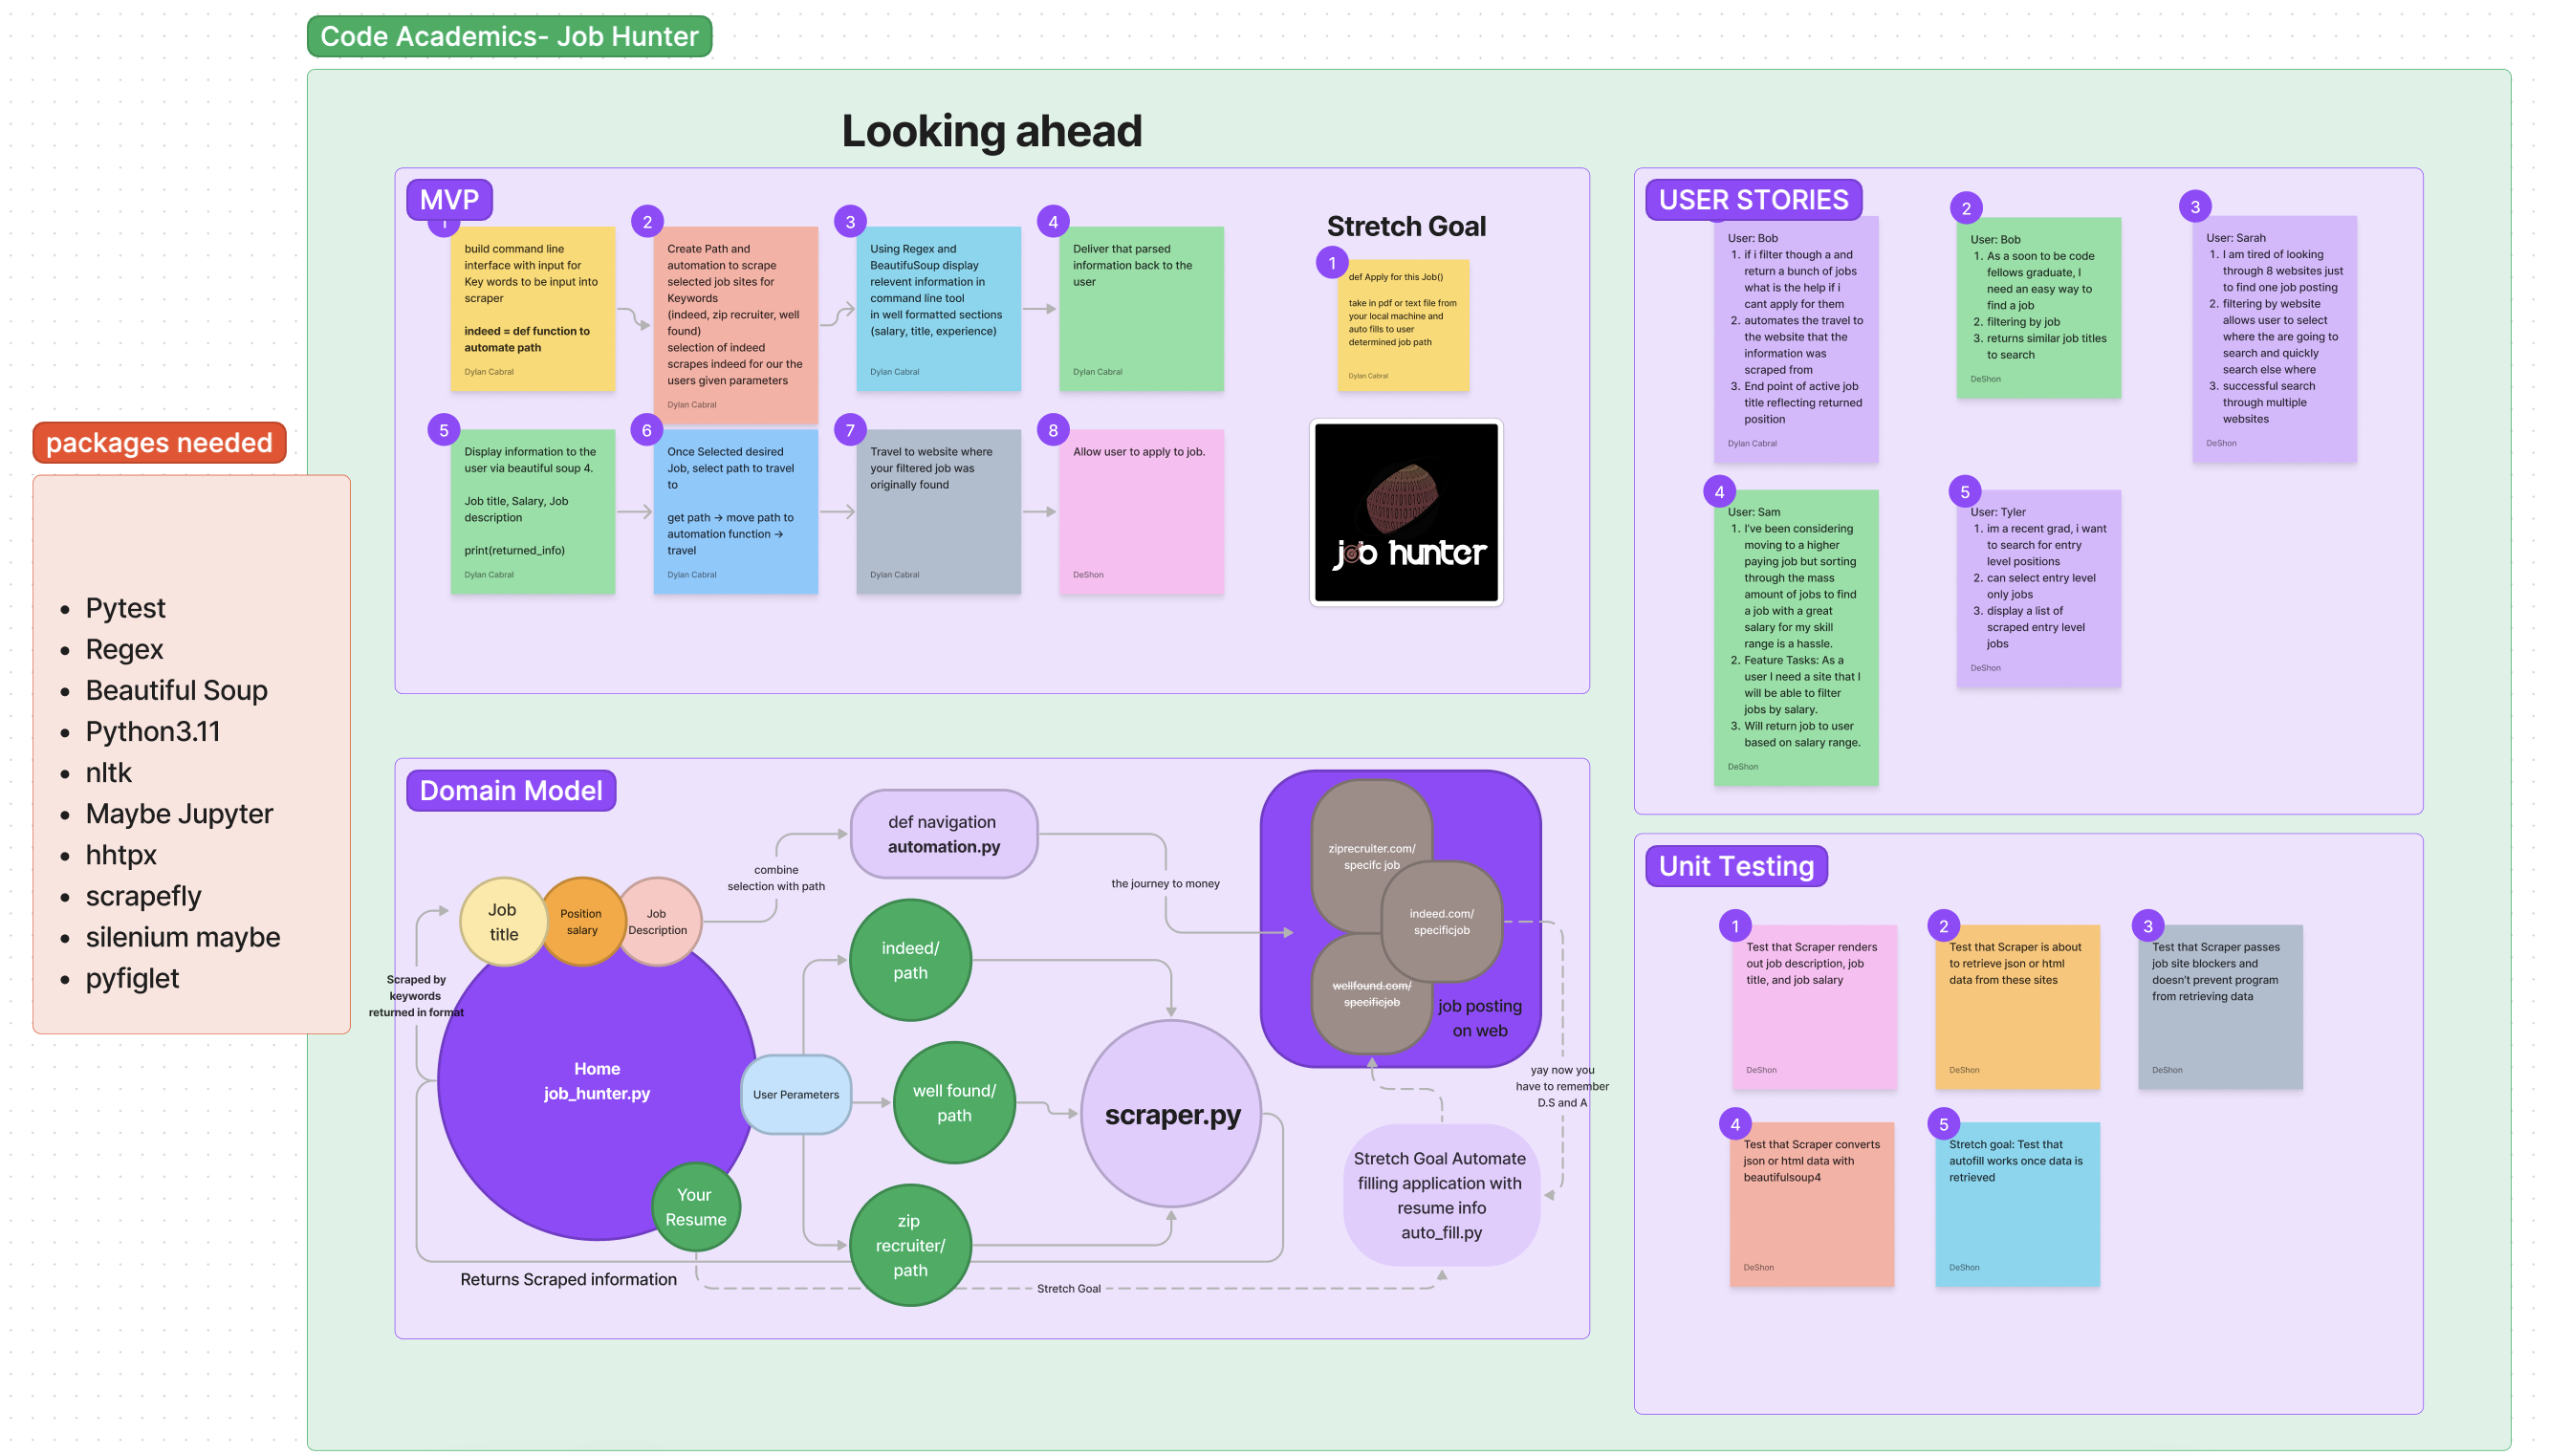 Code Academics- Job Hunter
Looking ahead
MVP
1
build command line
interface with input for
Key words to be input into
scraper
indeed = def function to
automate path
Dylan Cabral
2
Create Path and
automation to scrape
selected job sites for
Keywords
(indeed, zip recruiter, well
found)
selection of indeed
scrapes indeed for our the
users given parameters
Dylan Cabral
3
Using Regex and
BeautifuSoup display
relevent information in
command line tool
in well formatted sections
(salary, title, experience)
Dylan Cabral
4
Deliver that parsed
information back to the
user
Dylan Cabral
5
Display information to the
user via beautiful soup 4.
Job title, Salary, Job
description
print(returned_info)
Dylan Cabral
6
Once Selected desired
Job, select path to travel
to
get path → move path to
automation function →
travel
Dylan Cabral
7
Travel to website where
your filtered job was
originally found
Dylan Cabral
8
Allow user to apply to job.
DeShon
Stretch Goal
1
def Apply for this Job()
take in pdf or text file from
your local machine and
auto fills to user
determined job path
Dylan Cabral
job hunter
USER STORIES
User: Bob
1. if i filter though a and
return a bunch of jobs
what is the help if i
cant apply for them
2. automates the travel to
the website that the
information was
scraped from
3. End point of active job
title reflecting returned
position
Dylan Cabral
2
User: Bob
1. As a soon to be code
fellows graduate, I
need an easy way to
find a job
2. filtering by job
3. returns similar job titles
to search
DeShon
3
User: Sarah
1. I am tired of looking
through 8 websites just
to find one job posting
2. filtering by website
allows user to select
where the are going to
search and quickly
search else where
3. successful search
through multiple
websites
DeShon
4
User: Sam
1. I've been considering
moving to a higher
paying job but sorting
through the mass
amount of jobs to find
a job with a great
salary for my skill
range is a hassle.
2. Feature Tasks: As a
user I need a site that I
will be able to filter
jobs by salary.
3. Will return job to user
based on salary range.
DeShon
5
User: Tyler
1. im a recent grad, i want
to search for entry
level positions
2. can select entry level
only jobs
3. display a list of
scraped entry level
jobs
DeShon
packages needed
• Pytest
• Regex
• Beautiful Soup
• Python3.11
• nltk
• Maybe Jupyter
• hhtpx
• scrapefly
• silenium maybe
• pyfiglet
Domain Model
Job
title
Position
salary
Job
Description
combine
selection with path
def navigation
automation.py
the journey to money
ziprecruiter.com/
specifc job
indeed.com/
specificjob
wellfound.com/
specificjob
job posting
on web
Scraped by
keywords
returned in format
Home
job_hunter.py
User Perameters
Your
Resume
indeed/
path
well found/
path
zip
recruiter/
path
scraper.py
yay now you
have to remember
D.S and A
Stretch Goal Automate
filling application with
resume info
auto_fill.py
Returns Scraped information
Stretch Goal
Unit Testing
1
Test that Scraper renders
out job description, job
title, and job salary
DeShon
2
Test that Scraper is about
to retrieve json or html
data from these sites
DeShon
3
Test that Scraper passes
job site blockers and
doesn't prevent program
from retrieving data
DeShon
4
Test that Scraper converts
json or html data with
beautifulsoup4
DeShon
5
Stretch goal: Test that
autofill works once data is
retrieved
DeShon